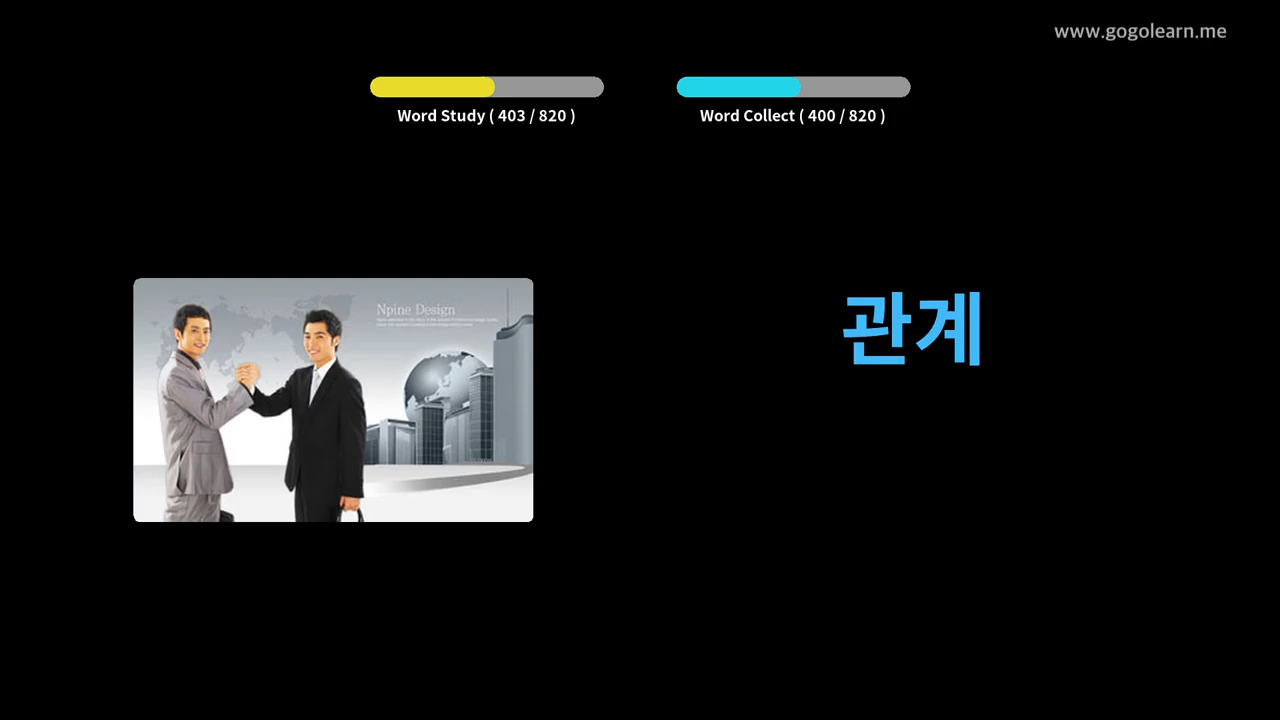 www.gogolearn.me
Word Study ( 403 / 820 )
Word Collect ( 400 / 820 )
Npine Design
관계